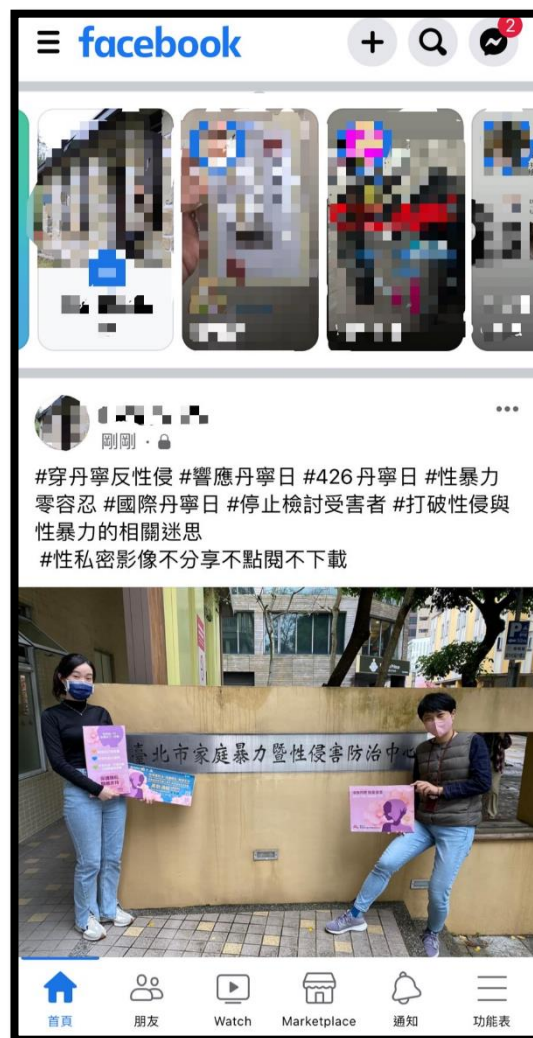 facebook
2
剛剛
#穿丹寧反性侵 #響應丹寧日 #426丹寧日 #性暴力
零容忍 #國際丹寧日 #停止檢討受害者 #打破性侵與
性暴力的相關迷思
#性私密影像不分享不點閱不下載
臺北市家庭暴力暨性侵害防治中心
首頁
朋友
Watch
Marketplace
通知
功能表